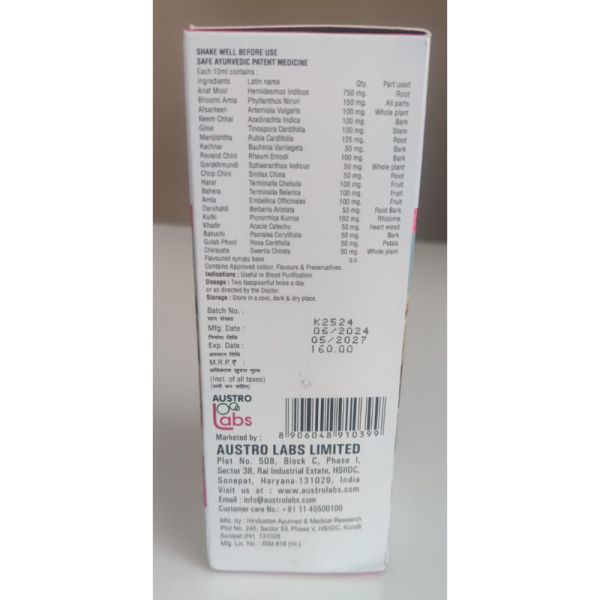 SHAKE WELL BEFORE USE
SAFE AYURVEDIC PATENT MEDICINE
Each 10ml contains :
Ingredients Latin name Qty. Part used
Anat Mool Hemidesmus Indicus 750 mg. Root
Bhoomi Amla Phyllanthus Niruri 150 mg. All parts
Afsanteen Artemisia Vulgaris 100 mg. Whole plant
Neem Chhal Azadirachta Indica 100 mg. Bark
Giloe Tinospora Cardifolia 100 mg. Stem
Manjishtha Rubia Cardifolia 125 mg. Root
Kachnar Bauhinia Varriegeta 50 mg. Bark
Revand Chini Rheum Emodi 100 mg. Bark
Gorakhmundi Sphaeranthus Indicus 50 mg. Whole plant
Chop Chini Smilax China 50 mg. Root
Harar Terminalia Chebula 100 mg. Fruit
Bahera Terminalia Belerica 100 mg. Fruit
Amla Embellica Officinales 100 mg. Fruit
Daruhaldi Berberis Aristata 50 mg. Root Bark
Kutki Picrorrhiza Kurroa 100 mg. Rhizome
Khadir Acacia Catechu 50 mg. Heart wood
Bakuchi Psoralea Corylifolia 50 mg. Bark
Gulab Phool Rosa Centifolia 50 mg. Petals
Chirayata Swertia Chirata 50 mg. Whole plant
Flavoured syrupy base q.s.
Contains Approved colour, Flavours & Preservatives.
Indications : Useful In Blood Purification.
Dosage : Two teaspoonful twice a day
or as directed by the Doctor.
Storage : Store in a cool, dark & dry place.
Batch No. : K2524
घान संख्या
Mfg. Date : 06/2024
निर्माण तिथि
Exp. Date : 05/2027
अवसान तिथि
M.R.P.₹ : 160.00
अधिकतम खुदरा मूल्य
(Incl. of all taxes)
(सभी कर सहित)
AUSTRO
Labs
8 906048 910399
Marketed by :
AUSTRO LABS LIMITED
Plot No. 508, Block C, Phase I,
Sector 38, Rai Industrial Estate, HSIIDC,
Sonepat, Haryana-131029, India
Visit us at : www.austrolabs.com
Email : info@austrolabs.com
Customer care No.: +91 11 45500100
Mfd. by : Hindustan Ayurved & Medical Research
Plot No. 246, Sector 53, Phase V, HSIIDC, Kundli
Sonipat (Hr) 131028
Mfg. Lic. No. : ISM-818 (Hr.)